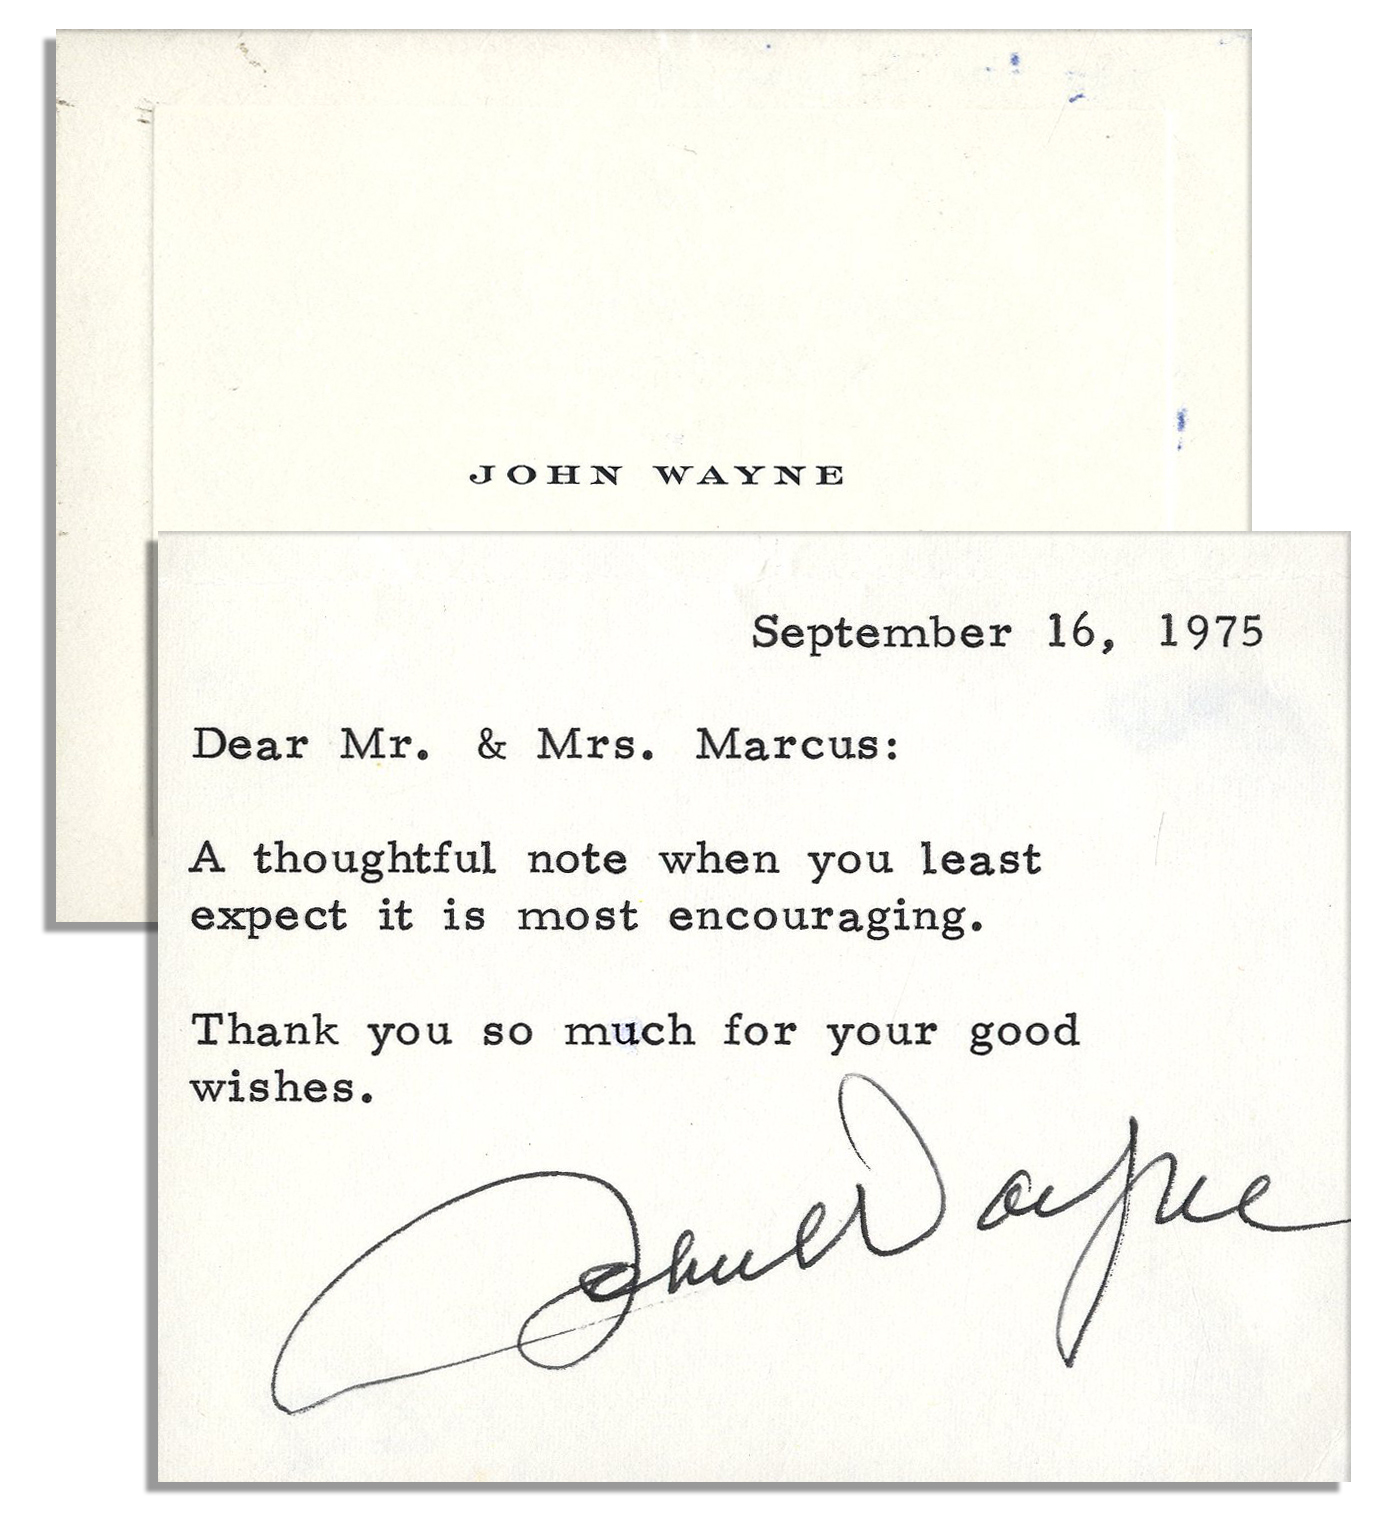 JOHN WAYNE
September 16, 1975
Dear Mr. & Mrs. Marcus:
A thoughtful note when you least
expect it is most encouraging.
Thank you so much for your good
wishes.
John Wayne